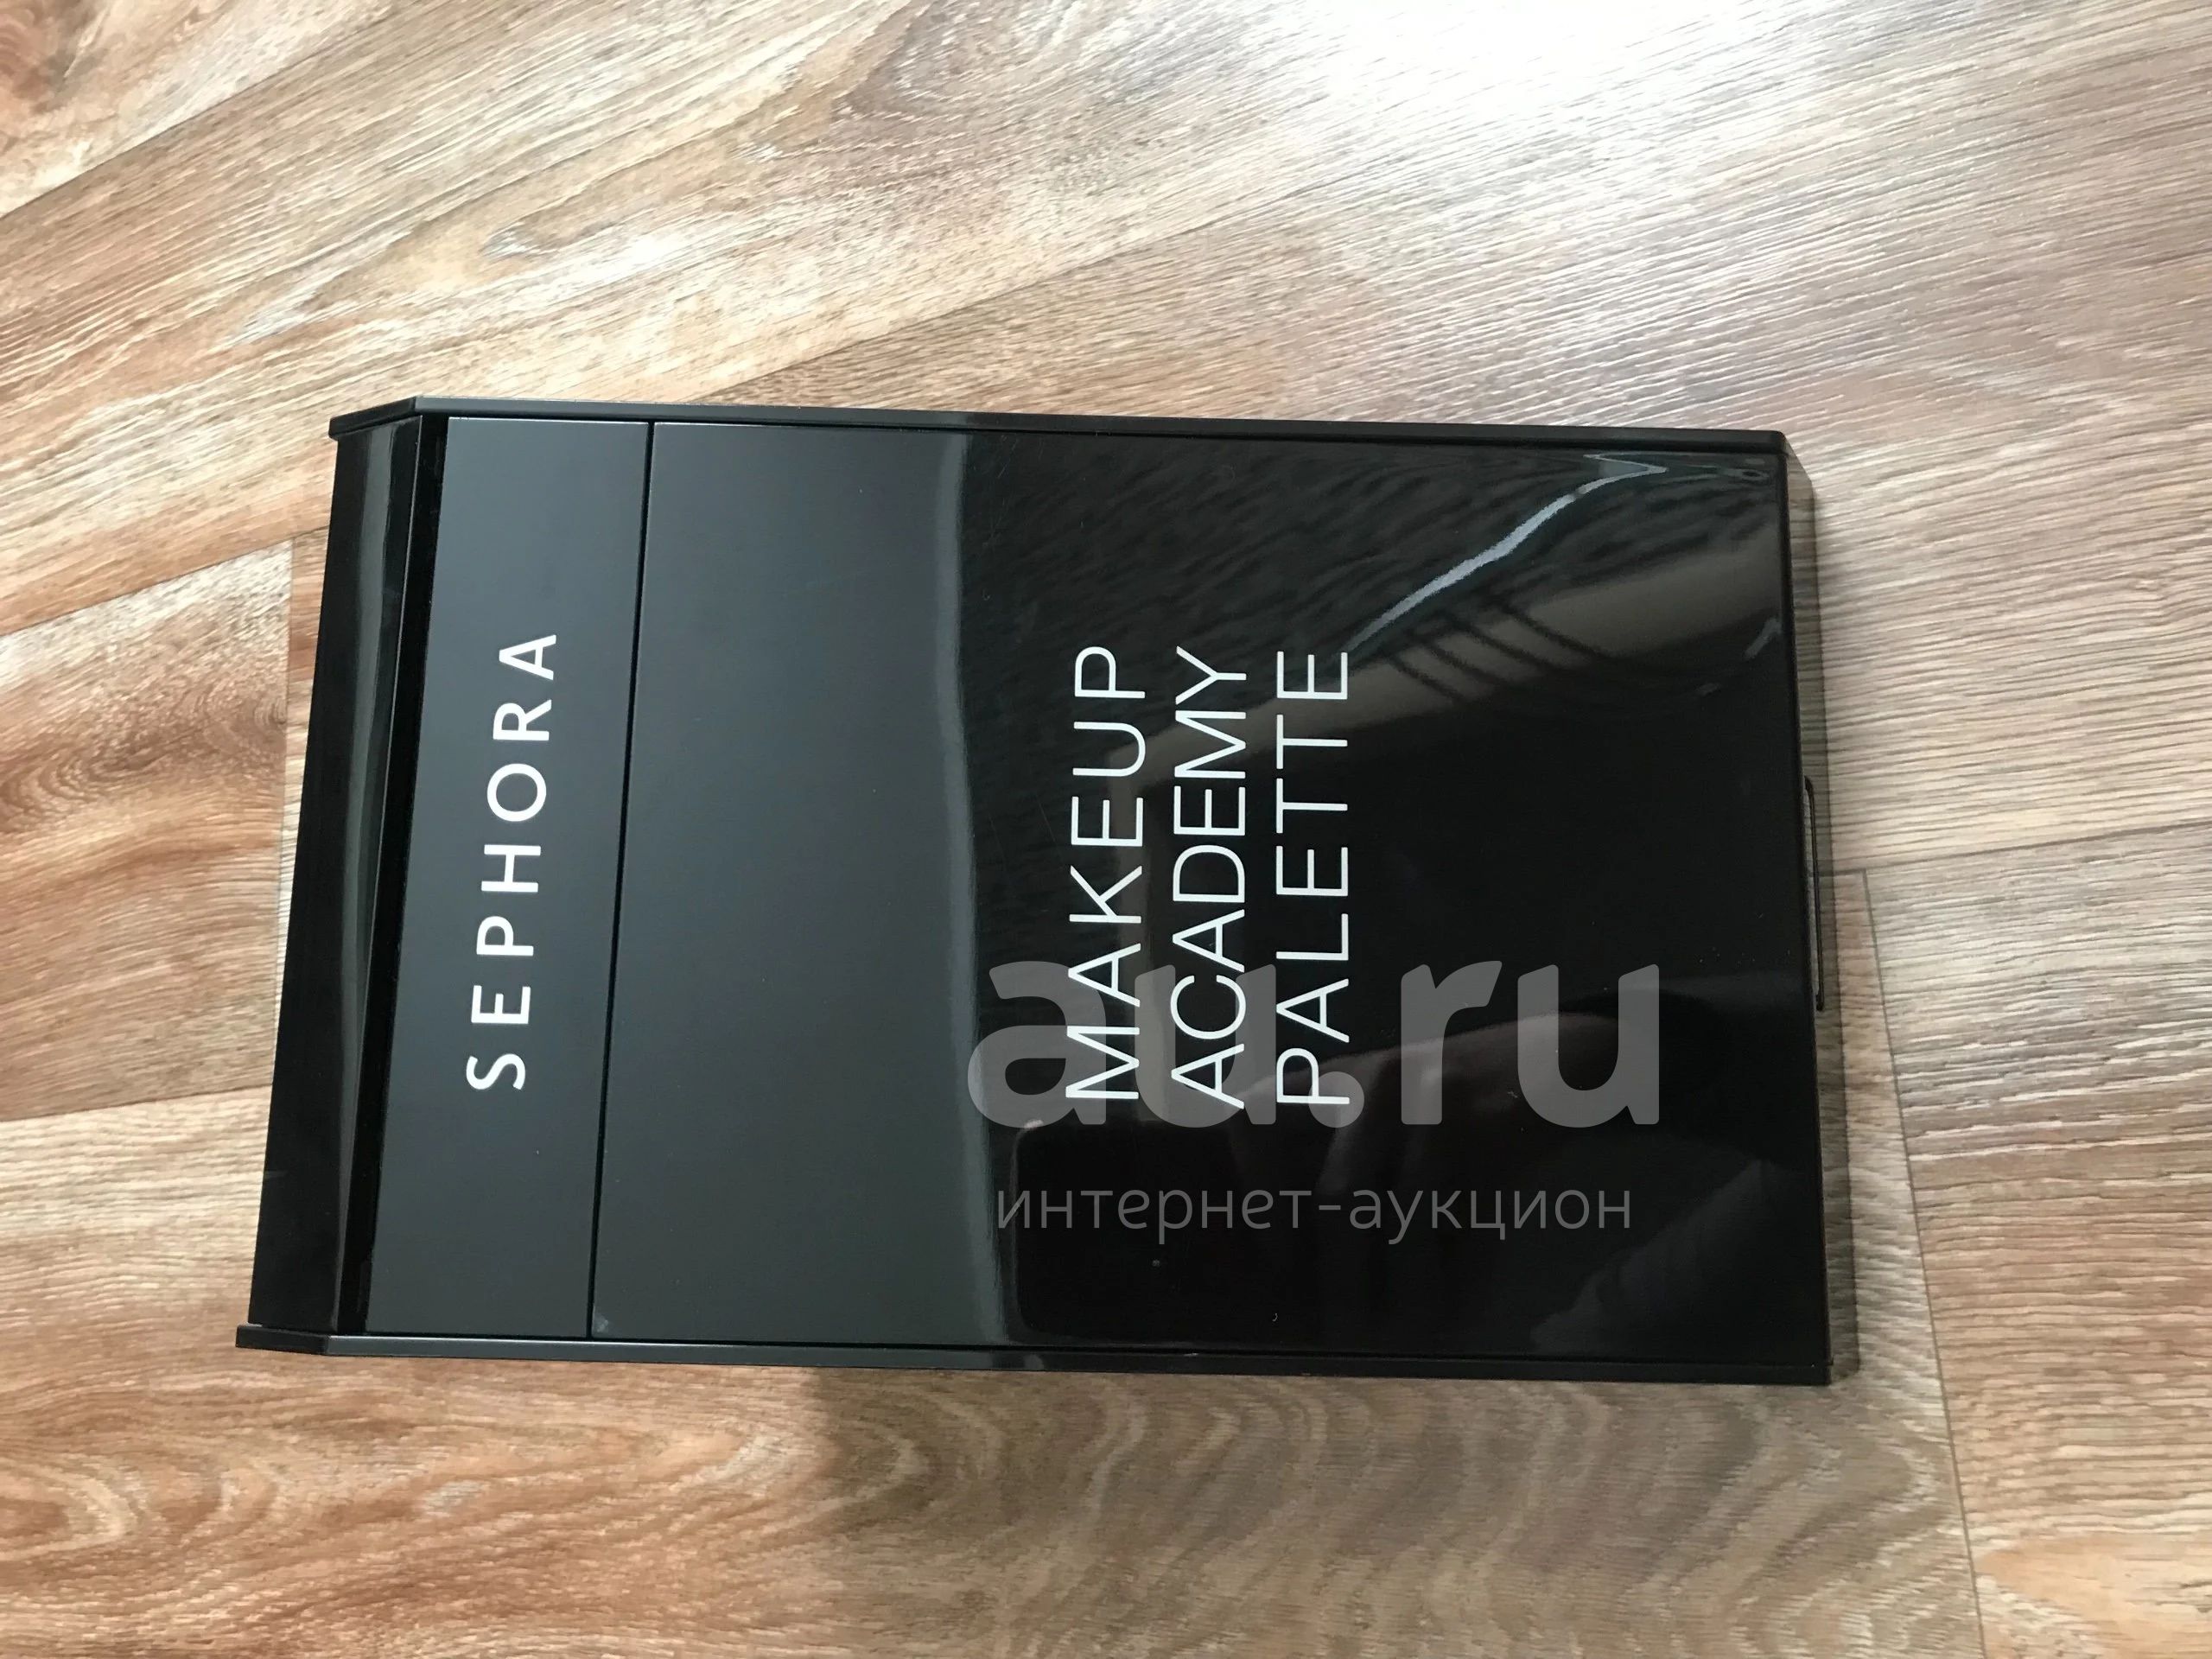 SEPHORA
MAKEUP
ACADEMY
PALETTE
au.ru
интернет-аукцион